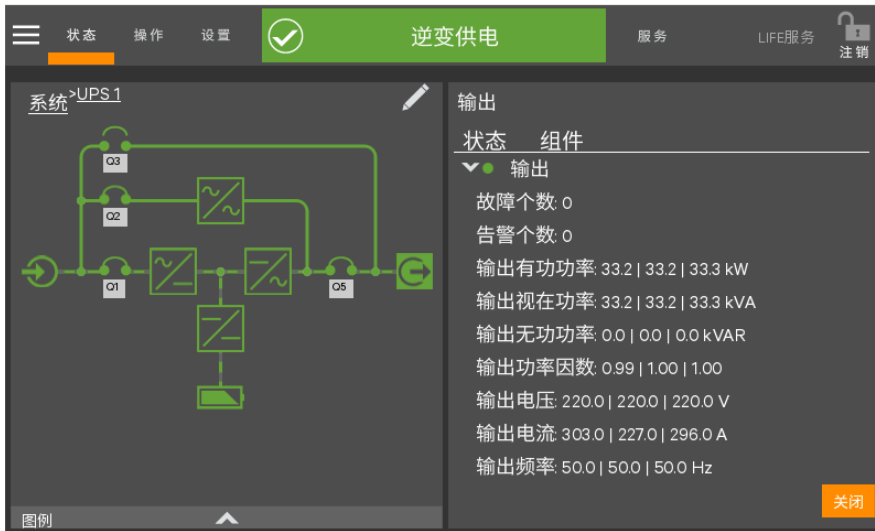 状态 操作 设置 逆变供电 服务 LIFE服务 注销
系统>UPS 1
Q3
Q2
Q1
Q5
图例
输出
状态 组件
输出
故障个数: 0
告警个数: 0
输出有功功率: 33.2 | 33.2 | 33.3 kW
输出视在功率: 33.2 | 33.2 | 33.3 kVA
输出无功功率: 0.0 | 0.0 | 0.0 kVAR
输出功率因数: 0.99 | 1.00 | 1.00
输出电压: 220.0 | 220.0 | 220.0 V
输出电流: 303.0 | 227.0 | 296.0 A
输出频率: 50.0 | 50.0 | 50.0 Hz
关闭